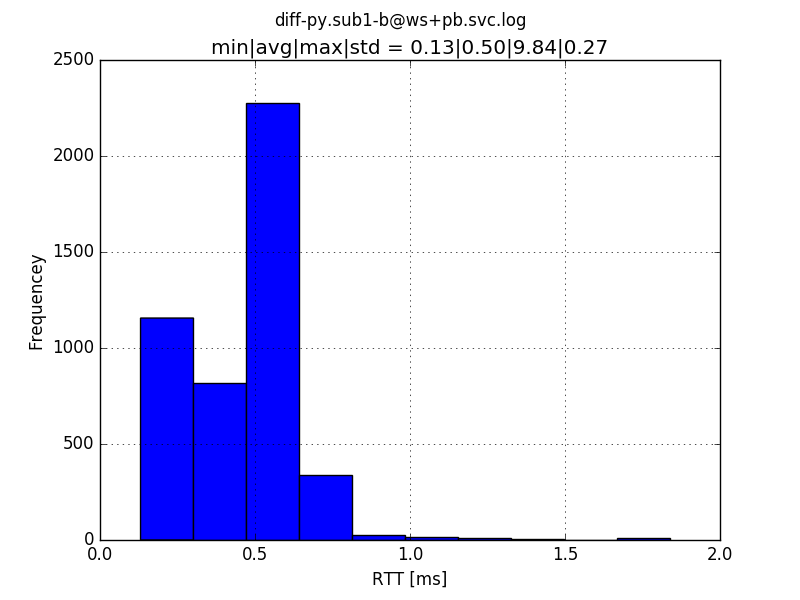 diff-py.sub1-b@ws+pb.svc.log
min|avg|max|std = 0.13|0.50|9.84|0.27
2500
2000
1500
1000
500
0
Frequencey
0.0 0.5 1.0 1.5 2.0
RTT [ms]